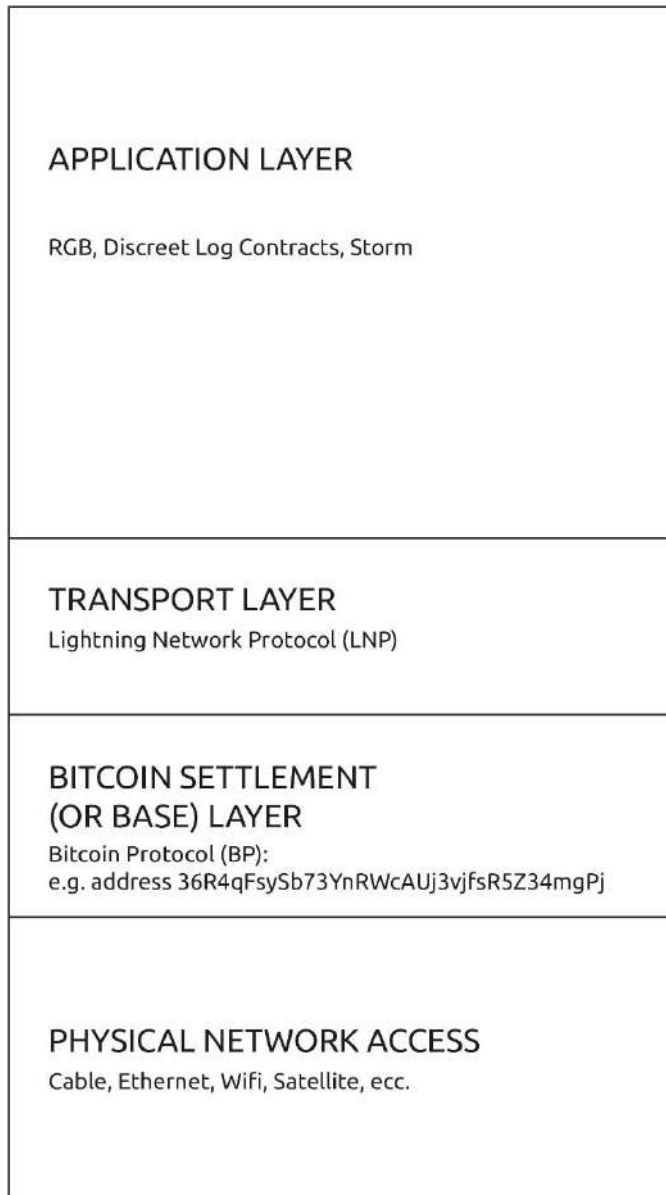 APPLICATION LAYER
RGB, Discreet Log Contracts, Storm
TRANSPORT LAYER
Lightning Network Protocol (LNP)
BITCOIN SETTLEMENT
(OR BASE) LAYER
Bitcoin Protocol (BP):
e.g. address 36R4qFsySb73YnRWcAUj3vjfsR5Z34mgPj
PHYSICAL NETWORK ACCESS
Cable, Ethernet, Wifi, Satellite, ecc.